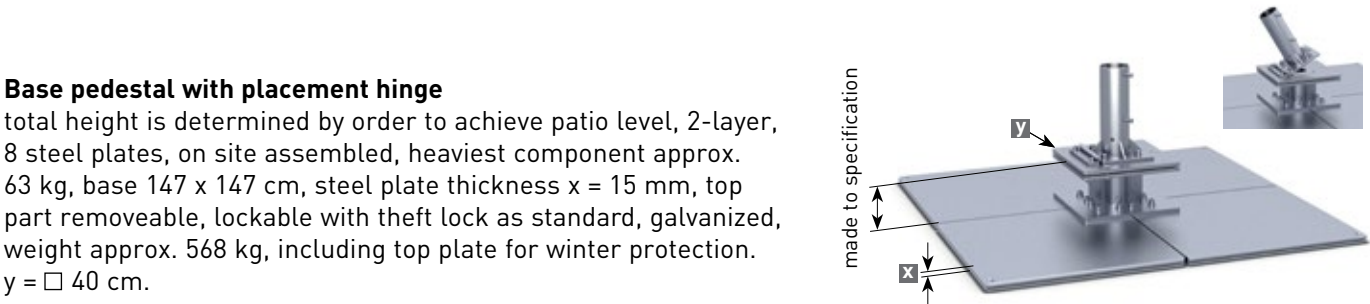 Base pedestal with placement hinge
total height is determined by order to achieve patio level, 2-layer,
8 steel plates, on site assembled, heaviest component approx.
63 kg, base 147 x 147 cm, steel plate thickness x = 15 mm, top
part removeable, lockable with theft lock as standard, galvanized,
weight approx. 568 kg, including top plate for winter protection.
y = □ 40 cm.
made to specification
y
x